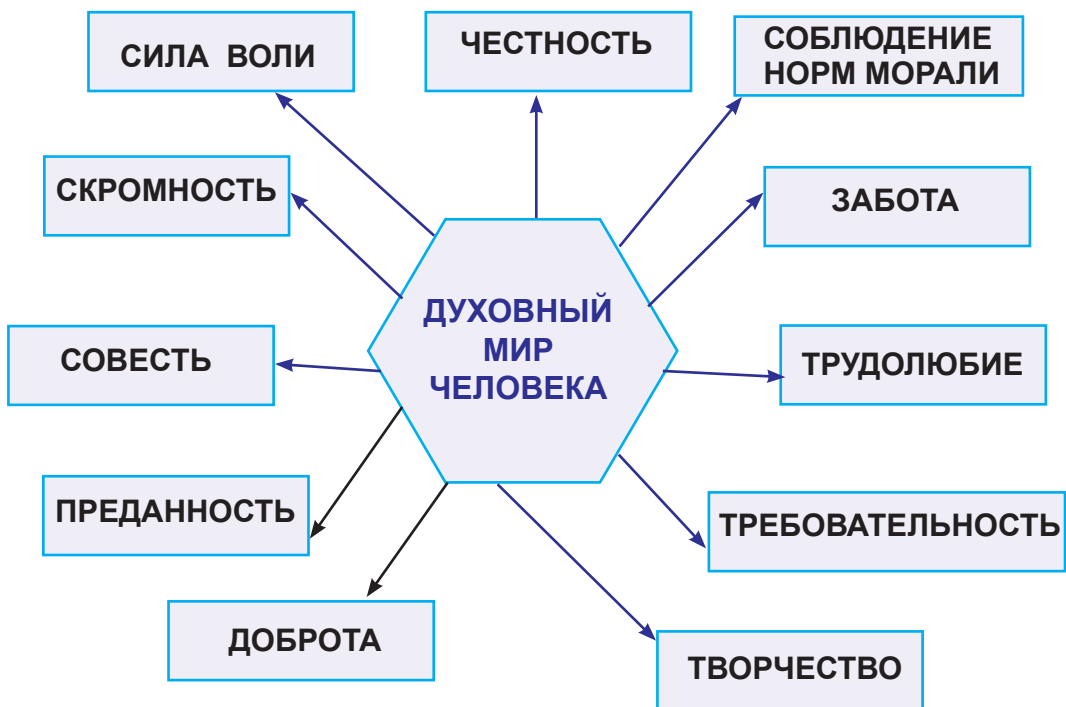 СИЛА ВОЛИ
ЧЕСТНОСТЬ
СОБЛЮДЕНИЕ
НОРМ МОРАЛИ
СКРОМНОСТЬ
ЗАБОТА
ДУХОВНЫЙ
МИР
ЧЕЛОВЕКА
СОВЕСТЬ
ТРУДОЛЮБИЕ
ПРЕДАННОСТЬ
ТРЕБОВАТЕЛЬНОСТЬ
ДОБРОТА
ТВОРЧЕСТВО